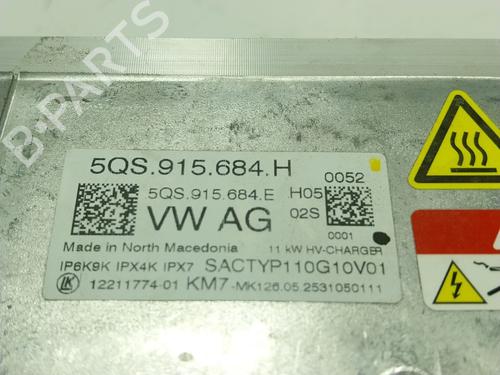 B-PARTS
5QS.915.684.H
0052
5QS.915.684.E H05
VW AG 02S
0001
Made in North Macedonia 11 kW HV-CHARGER
IP6K9K IPX4K IPX7 SACTYP110G10V01
LK 12211774-01 KM7-MK126.05.2531050111